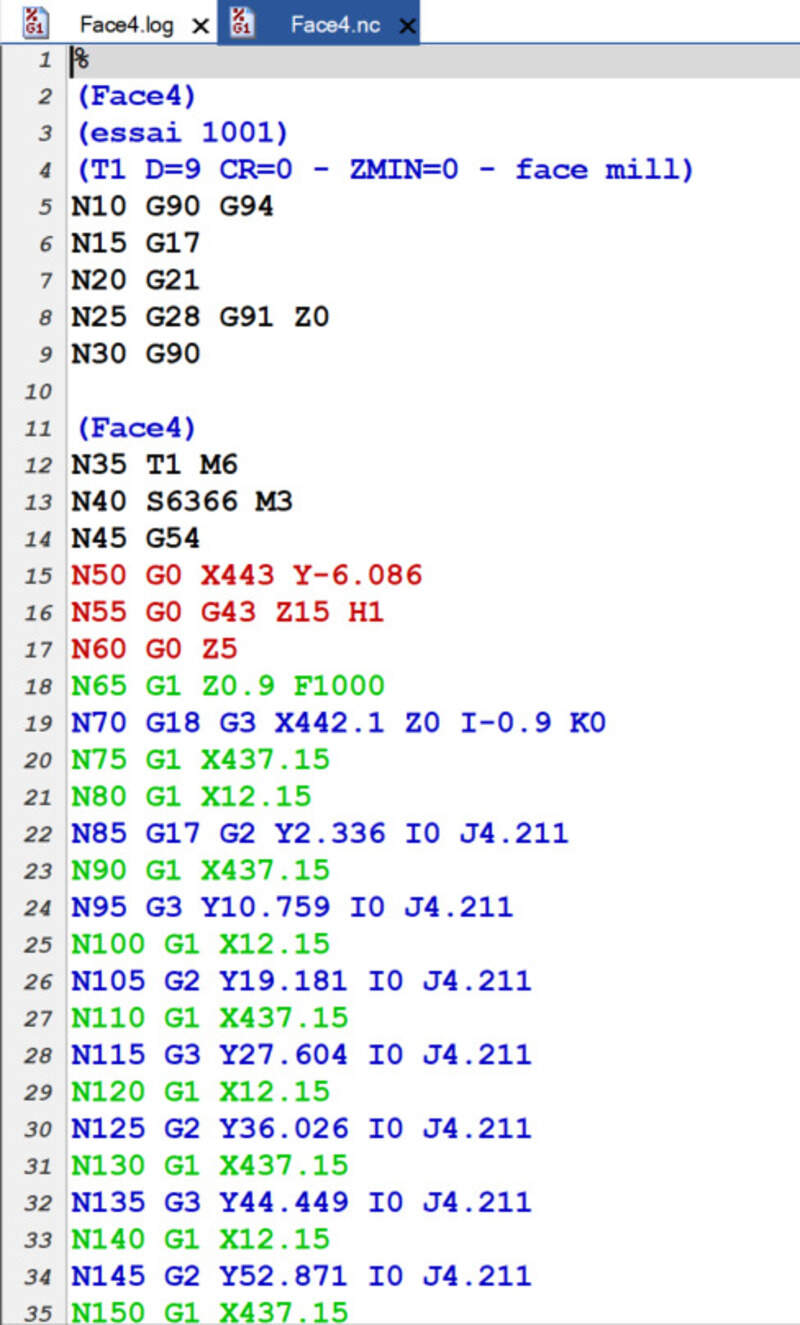 Face4.log Face4.nc
1 %
2 (Face4)
3 (essai 1001)
4 (T1 D=9 CR=0 - ZMIN=0 - face mill)
5 N10 G90 G94
6 N15 G17
7 N20 G21
8 N25 G28 G91 Z0
9 N30 G90
10
11 (Face4)
12 N35 T1 M6
13 N40 S6366 M3
14 N45 G54
15 N50 G0 X443 Y-6.086
16 N55 G0 G43 Z15 H1
17 N60 G0 Z5
18 N65 G1 Z0.9 F1000
19 N70 G18 G3 X442.1 Z0 I-0.9 K0
20 N75 G1 X437.15
21 N80 G1 X12.15
22 N85 G17 G2 Y2.336 I0 J4.211
23 N90 G1 X437.15
24 N95 G3 Y10.759 I0 J4.211
25 N100 G1 X12.15
26 N105 G2 Y19.181 I0 J4.211
27 N110 G1 X437.15
28 N115 G3 Y27.604 I0 J4.211
29 N120 G1 X12.15
30 N125 G2 Y36.026 I0 J4.211
31 N130 G1 X437.15
32 N135 G3 Y44.449 I0 J4.211
33 N140 G1 X12.15
34 N145 G2 Y52.871 I0 J4.211
35 N150 G1 X437.15